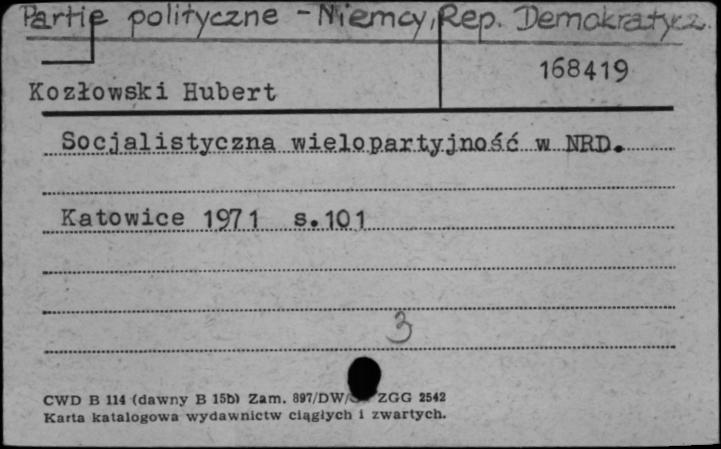 Partie polityczne - Niemcy, Rep. Demokratycz.
168419
Kozłowski Hubert
Socjalistyczna wielopartyjność w NRD.
Katowice 1971 s.101
3
CWD B 114 (dawny B 15b) Zam. 897/DW/ ZGG 2542
Karta katalogowa wydawnictw ciągłych i zwartych.